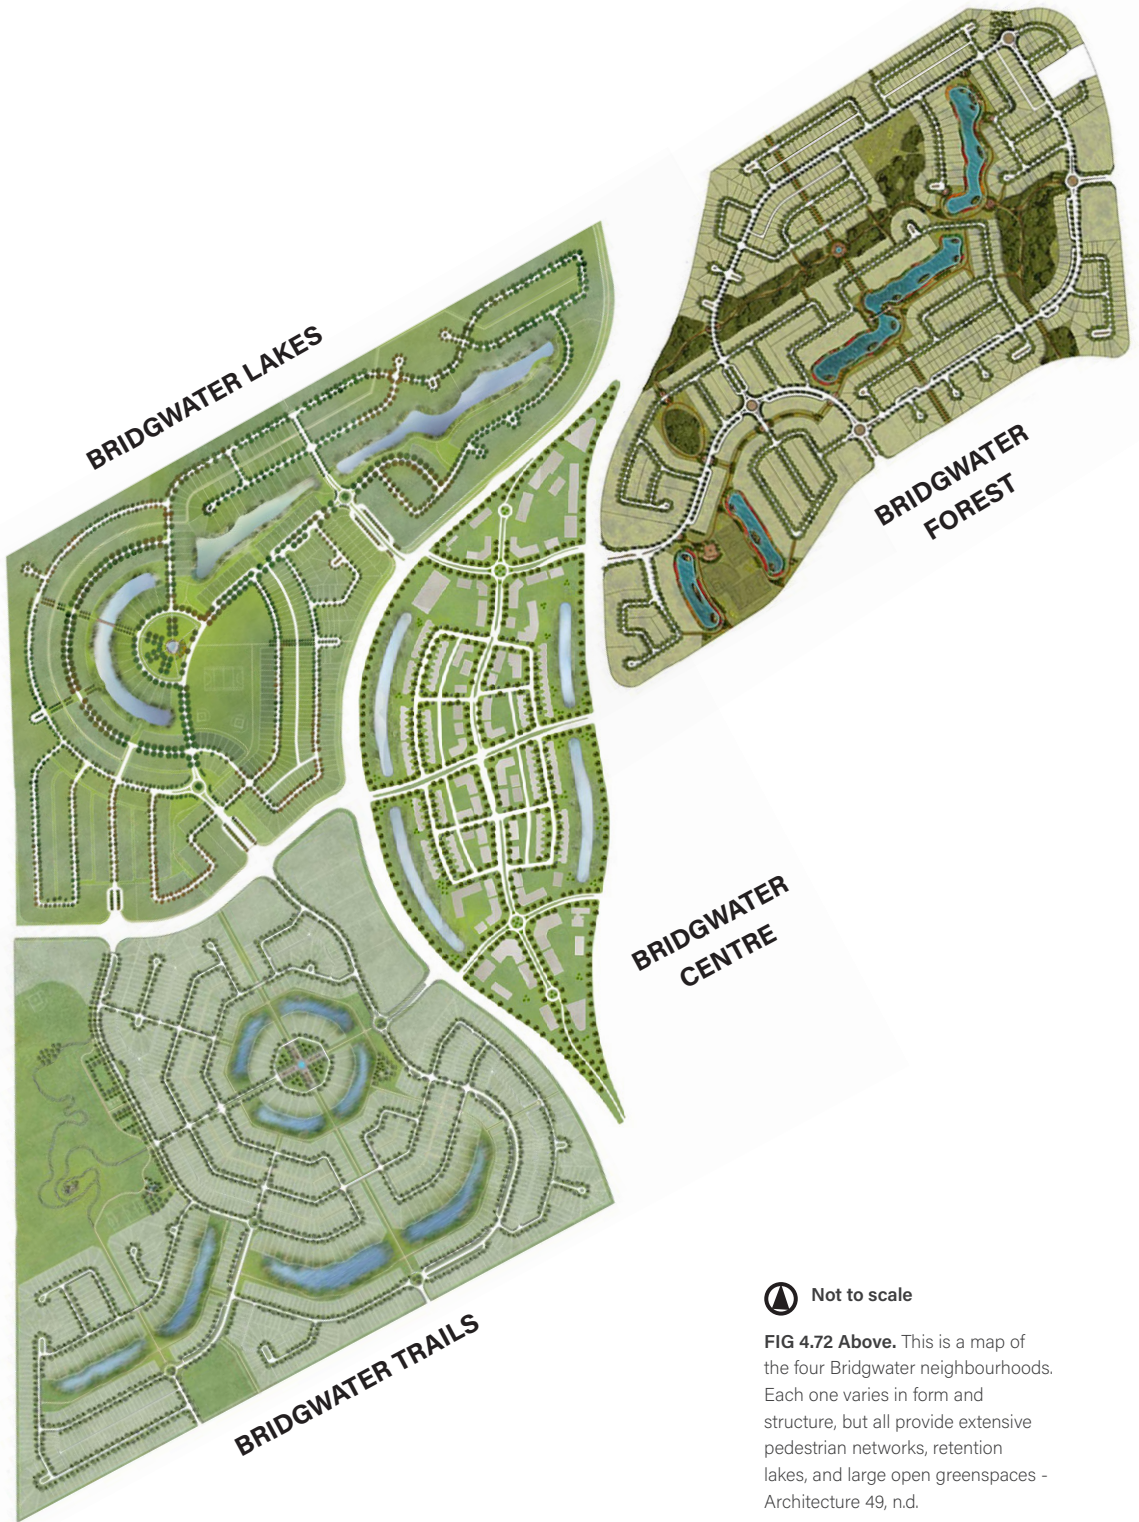 BRIDGWATER LAKES
BRIDGWATER
FOREST
BRIDGWATER
CENTRE
BRIDGWATER TRAILS
Not to scale
FIG 4.72 Above. This is a map of
the four Bridgwater neighbourhoods.
Each one varies in form and
structure, but all provide extensive
pedestrian networks, retention
lakes, and large open greenspaces -
Architecture 49, n.d.